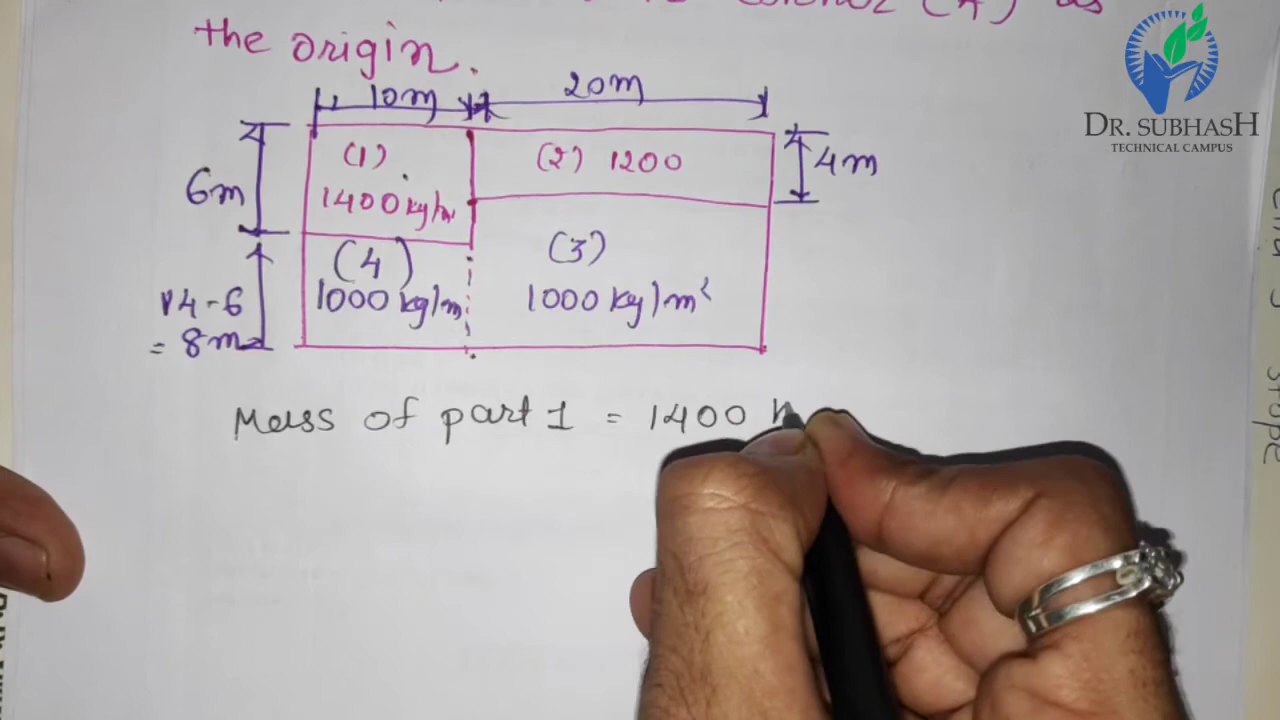 (A) as
the origin.
10m
20m
6m
(1)
1400 kg/m
(2) 1200
4m
(4)
1000 kg/m
(3)
1000 kg/m²
14-6
= 8m
Mass of part 1 = 1400
DR. SUBHASH
TECHNICAL CAMPUS